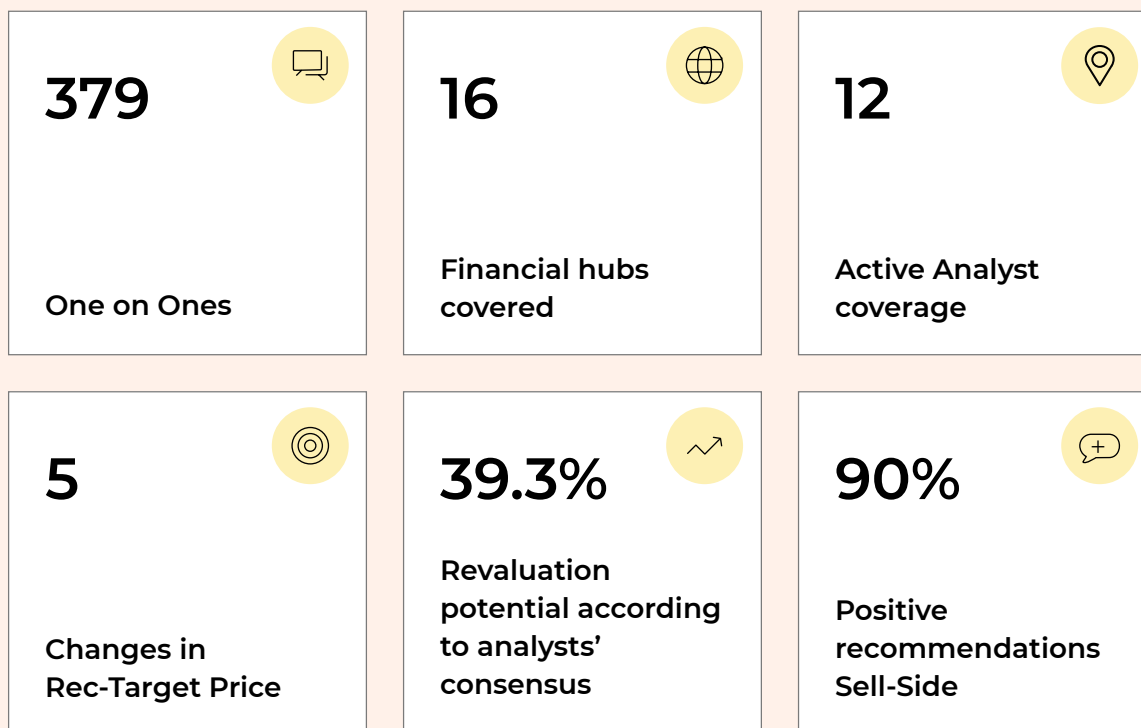 379
One on Ones
16
Financial hubs
covered
12
Active Analyst
coverage
5
Changes in
Rec-Target Price
39.3%
Revaluation
potential according
to analysts’
consensus
90%
Positive
recommendations
Sell-Side